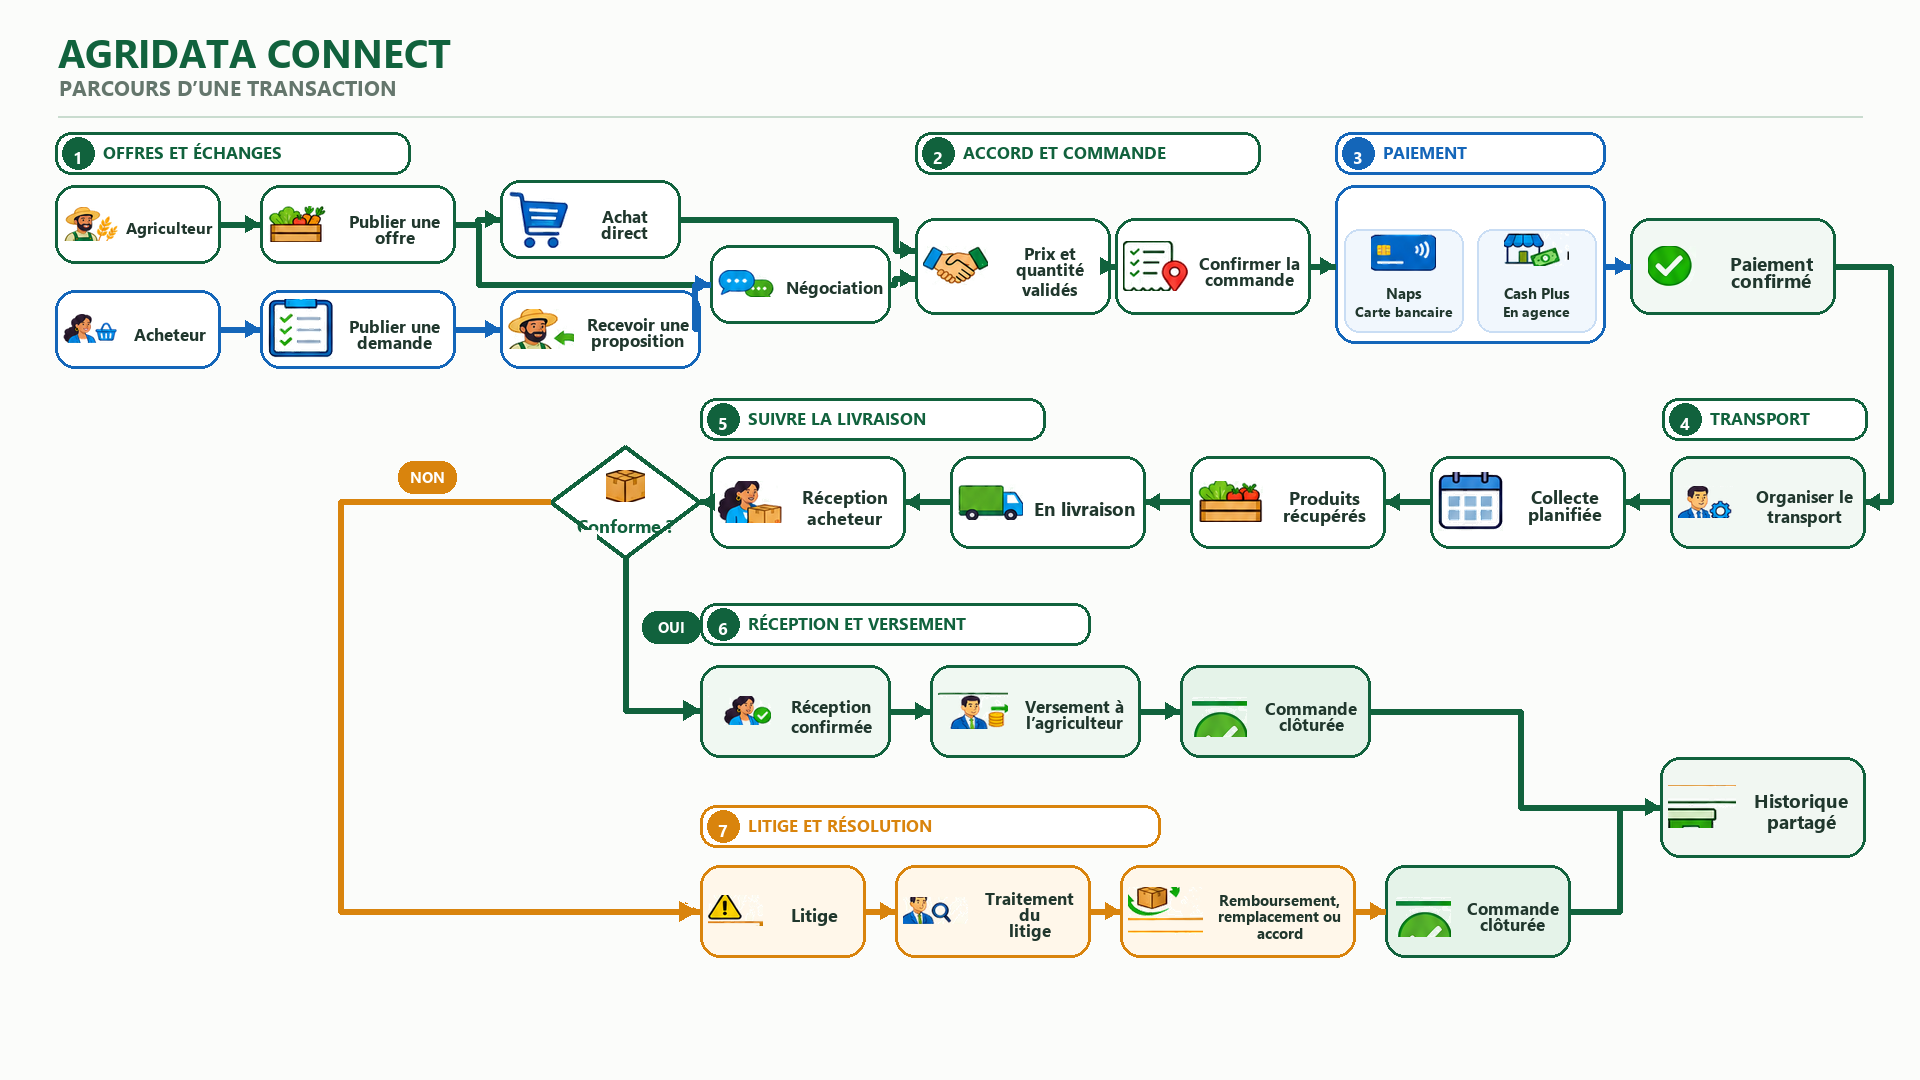 AGRIDATA CONNECT
PARCOURS D’UNE TRANSACTION
1 OFFRES ET ÉCHANGES
2 ACCORD ET COMMANDE
3 PAIEMENT
Agriculteur
Publier une
offre
Achat
direct
Négociation
Prix et
quantité
validés
Confirmer la
commande
Naps
Carte bancaire
Cash Plus
En agence
Paiement
confirmé
Acheteur
Publier une
demande
Recevoir une
proposition
5 SUIVRE LA LIVRAISON
4 TRANSPORT
NON
Conforme ?
Réception
acheteur
En livraison
Produits
récupérés
Collecte
planifiée
Organiser le
transport
OUI
6 RÉCEPTION ET VERSEMENT
Réception
confirmée
Versement à
l’agriculteur
Commande
clôturée
Historique
partagé
7 LITIGE ET RÉSOLUTION
Litige
Traitement
du
litige
Remboursement,
remplacement ou
accord
Commande
clôturée